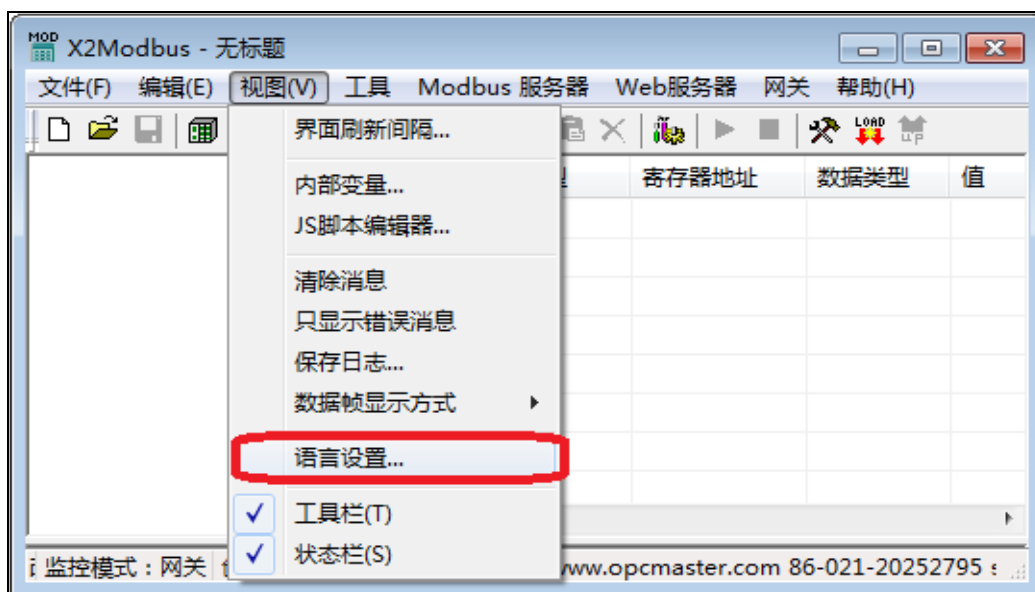 MOD X2Modbus - 无标题
文件(F) 编辑(E) 视图(V) 工具 Modbus 服务器 Web服务器 网关 帮助(H)
LOAD UP
寄存器地址 数据类型 值
界面刷新间隔...
内部变量...
JS脚本编辑器...
清除消息
只显示错误消息
保存日志...
数据帧显示方式
语言设置...
工具栏(T)
状态栏(S)
监控模式：网关 www.opcmaster.com 86-021-20252795